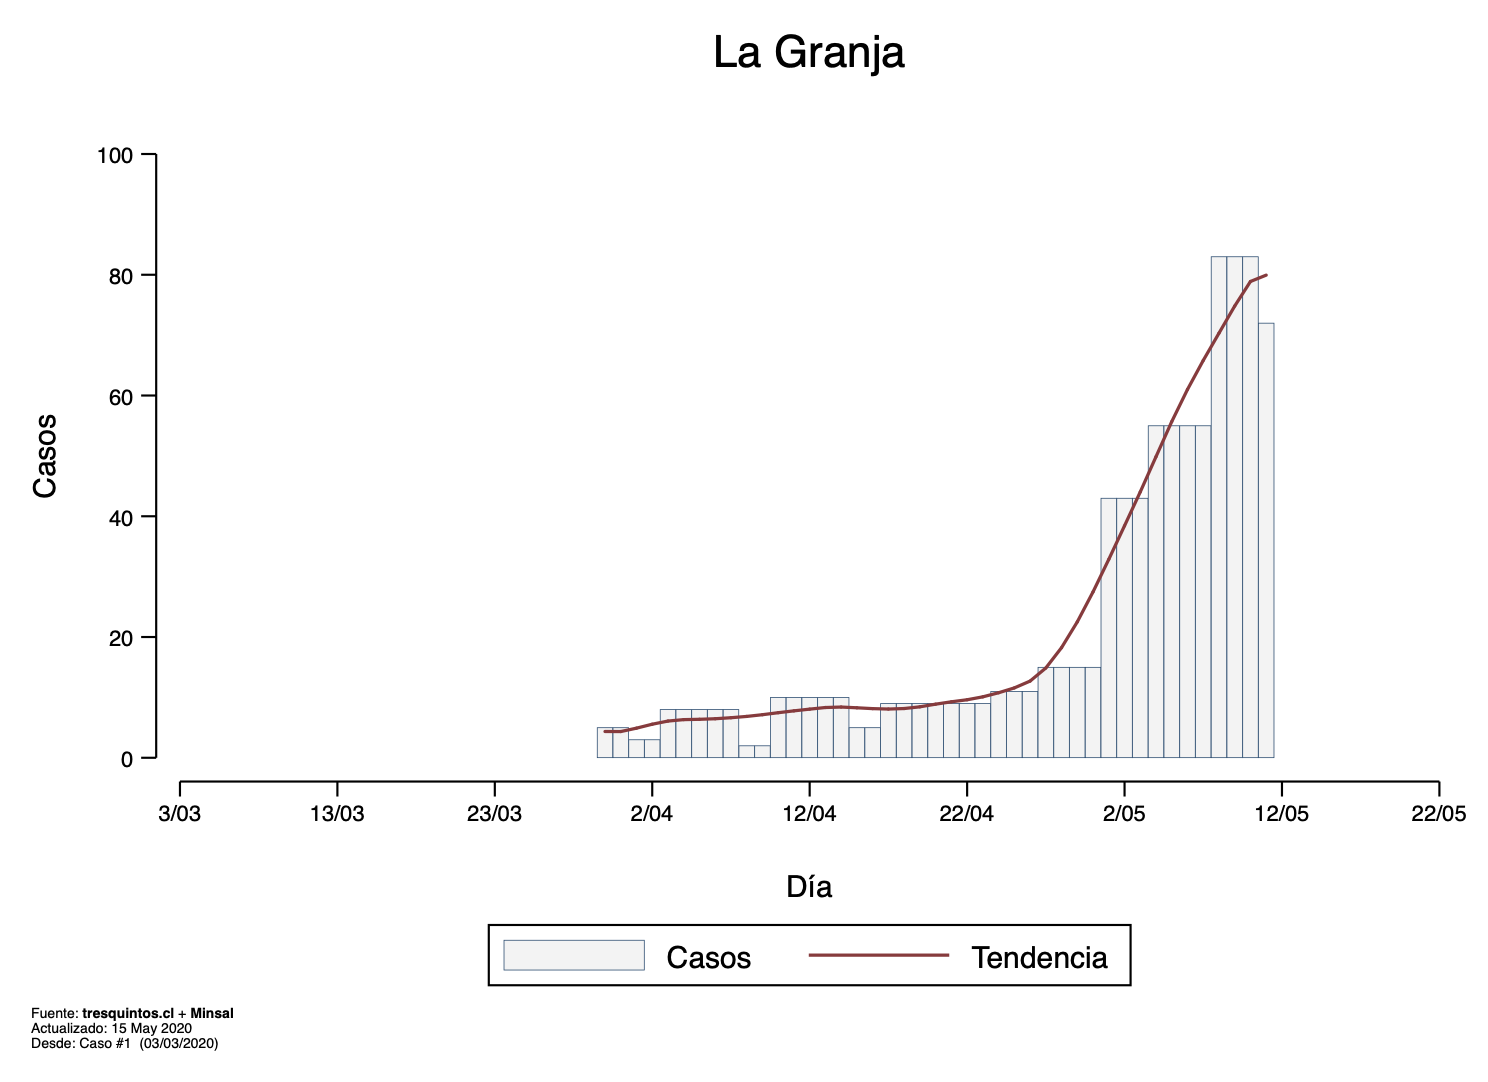 La Granja
100
80
60
40
20
0
Casos
3/03 13/03 23/03 2/04 12/04 22/04 2/05 12/05 22/05
Día
Casos Tendencia
Fuente: tresquintos.cl + Minsal
Actualizado: 15 May 2020
Desde: Caso #1 (03/03/2020)